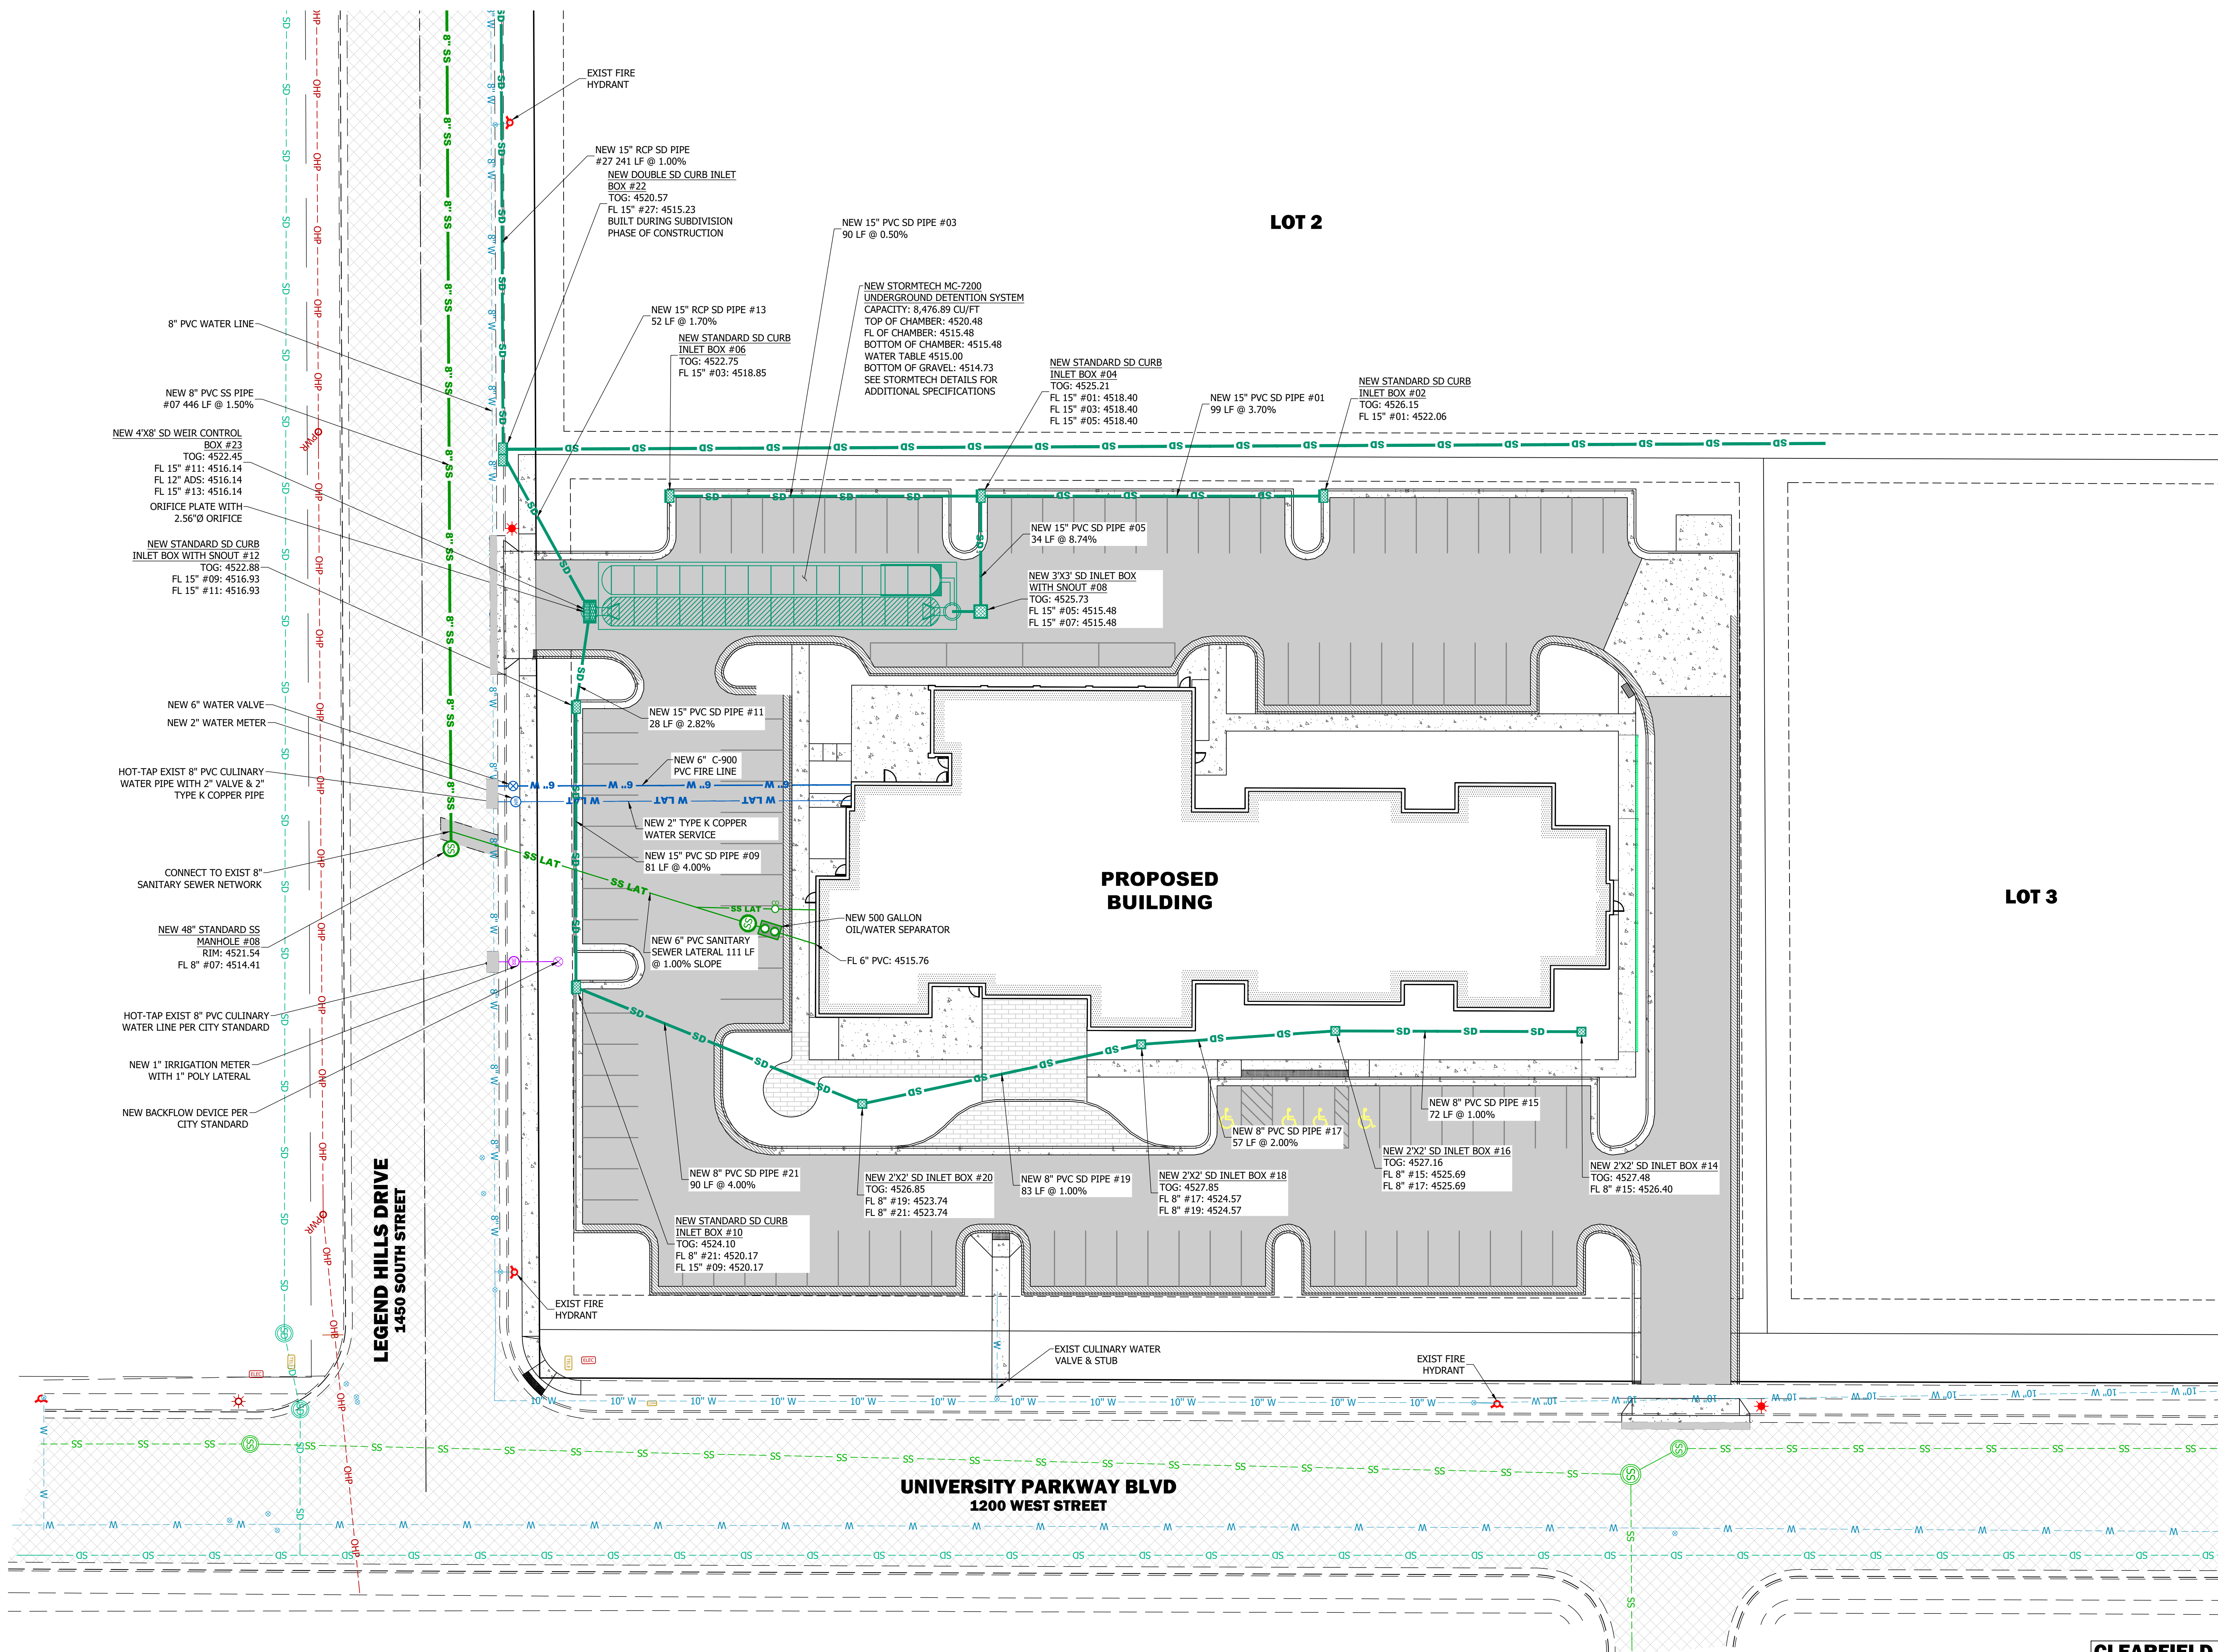 EXIST FIRE
HYDRANT
NEW 15" RCP SD PIPE
#27 241 LF @ 1.00%
NEW DOUBLE SD CURB INLET
BOX #22
TOG: 4520.57
FL 15" #27: 4515.23
BUILT DURING SUBDIVISION
PHASE OF CONSTRUCTION
NEW 15" PVC SD PIPE #03
90 LF @ 0.50%
LOT 2
NEW STORMTECH MC-7200
UNDERGROUND DETENTION SYSTEM
CAPACITY: 8,476.89 CU/FT
TOP OF CHAMBER: 4520.48
FL OF CHAMBER: 4515.48
BOTTOM OF CHAMBER: 4515.48
WATER TABLE 4515.00
BOTTOM OF GRAVEL: 4514.73
SEE STORMTECH DETAILS FOR
ADDITIONAL SPECIFICATIONS
NEW 15" RCP SD PIPE #13
52 LF @ 1.70%
NEW STANDARD SD CURB
INLET BOX #06
TOG: 4522.75
FL 15" #03: 4518.85
NEW STANDARD SD CURB
INLET BOX #04
TOG: 4525.21
FL 15" #01: 4518.40
FL 15" #03: 4518.40
FL 15" #05: 4518.40
NEW 15" PVC SD PIPE #01
99 LF @ 3.70%
NEW STANDARD SD CURB
INLET BOX #02
TOG: 4526.15
FL 15" #01: 4522.06
8" PVC WATER LINE
NEW 8" PVC SS PIPE
#07 446 LF @ 1.50%
NEW 4'X8' SD WEIR CONTROL
BOX #23
TOG: 4522.45
FL 15" #11: 4516.14
FL 12" ADS: 4516.14
FL 15" #13: 4516.14
ORIFICE PLATE WITH
2.56"Ø ORIFICE
NEW STANDARD SD CURB
INLET BOX WITH SNOUT #12
TOG: 4522.88
FL 15" #09: 4516.93
FL 15" #11: 4516.93
NEW 15" PVC SD PIPE #05
34 LF @ 8.74%
NEW 3'X3' SD INLET BOX
WITH SNOUT #08
TOG: 4525.73
FL 15" #05: 4515.48
FL 15" #07: 4515.48
NEW 6" WATER VALVE
NEW 2" WATER METER
HOT-TAP EXIST 8" PVC CULINARY
WATER PIPE WITH 2" VALVE & 2"
TYPE K COPPER PIPE
NEW 15" PVC SD PIPE #11
28 LF @ 2.82%
NEW 6" C-900
PVC FIRE LINE
6" W
W LAT
NEW 2" TYPE K COPPER
WATER SERVICE
NEW 15" PVC SD PIPE #09
81 LF @ 4.00%
CONNECT TO EXIST 8"
SANITARY SEWER NETWORK
SS LAT
SS LAT
SS LAT
NEW 48" STANDARD SS
MANHOLE #08
RIM: 4521.54
FL 8" #07: 4514.41
NEW 500 GALLON
OIL/WATER SEPARATOR
NEW 6" PVC SANITARY
SEWER LATERAL 111 LF
@ 1.00% SLOPE
FL 6" PVC: 4515.76
PROPOSED
BUILDING
LOT 3
HOT-TAP EXIST 8" PVC CULINARY
WATER LINE PER CITY STANDARD
NEW 1" IRRIGATION METER
WITH 1" POLY LATERAL
NEW BACKFLOW DEVICE PER
CITY STANDARD
NEW 8" PVC SD PIPE #15
72 LF @ 1.00%
NEW 8" PVC SD PIPE #17
57 LF @ 2.00%
NEW 2'X2' SD INLET BOX #16
TOG: 4527.16
FL 8" #15: 4525.69
FL 8" #17: 4525.69
NEW 2'X2' SD INLET BOX #14
TOG: 4527.48
FL 8" #15: 4526.40
NEW 8" PVC SD PIPE #21
90 LF @ 4.00%
NEW 2'X2' SD INLET BOX #20
TOG: 4526.85
FL 8" #19: 4523.74
FL 8" #21: 4523.74
NEW 8" PVC SD PIPE #19
83 LF @ 1.00%
NEW 2'X2' SD INLET BOX #18
TOG: 4527.85
FL 8" #17: 4524.57
FL 8" #19: 4524.57
NEW STANDARD SD CURB
INLET BOX #10
TOG: 4524.10
FL 8" #21: 4520.17
FL 15" #09: 4520.17
LEGEND HILLS DRIVE
1450 SOUTH STREET
EXIST FIRE
HYDRANT
EXIST CULINARY WATER
VALVE & STUB
EXIST FIRE
HYDRANT
ELEC
ELEC
10" W
UNIVERSITY PARKWAY BLVD
1200 WEST STREET
CLEARFIELD